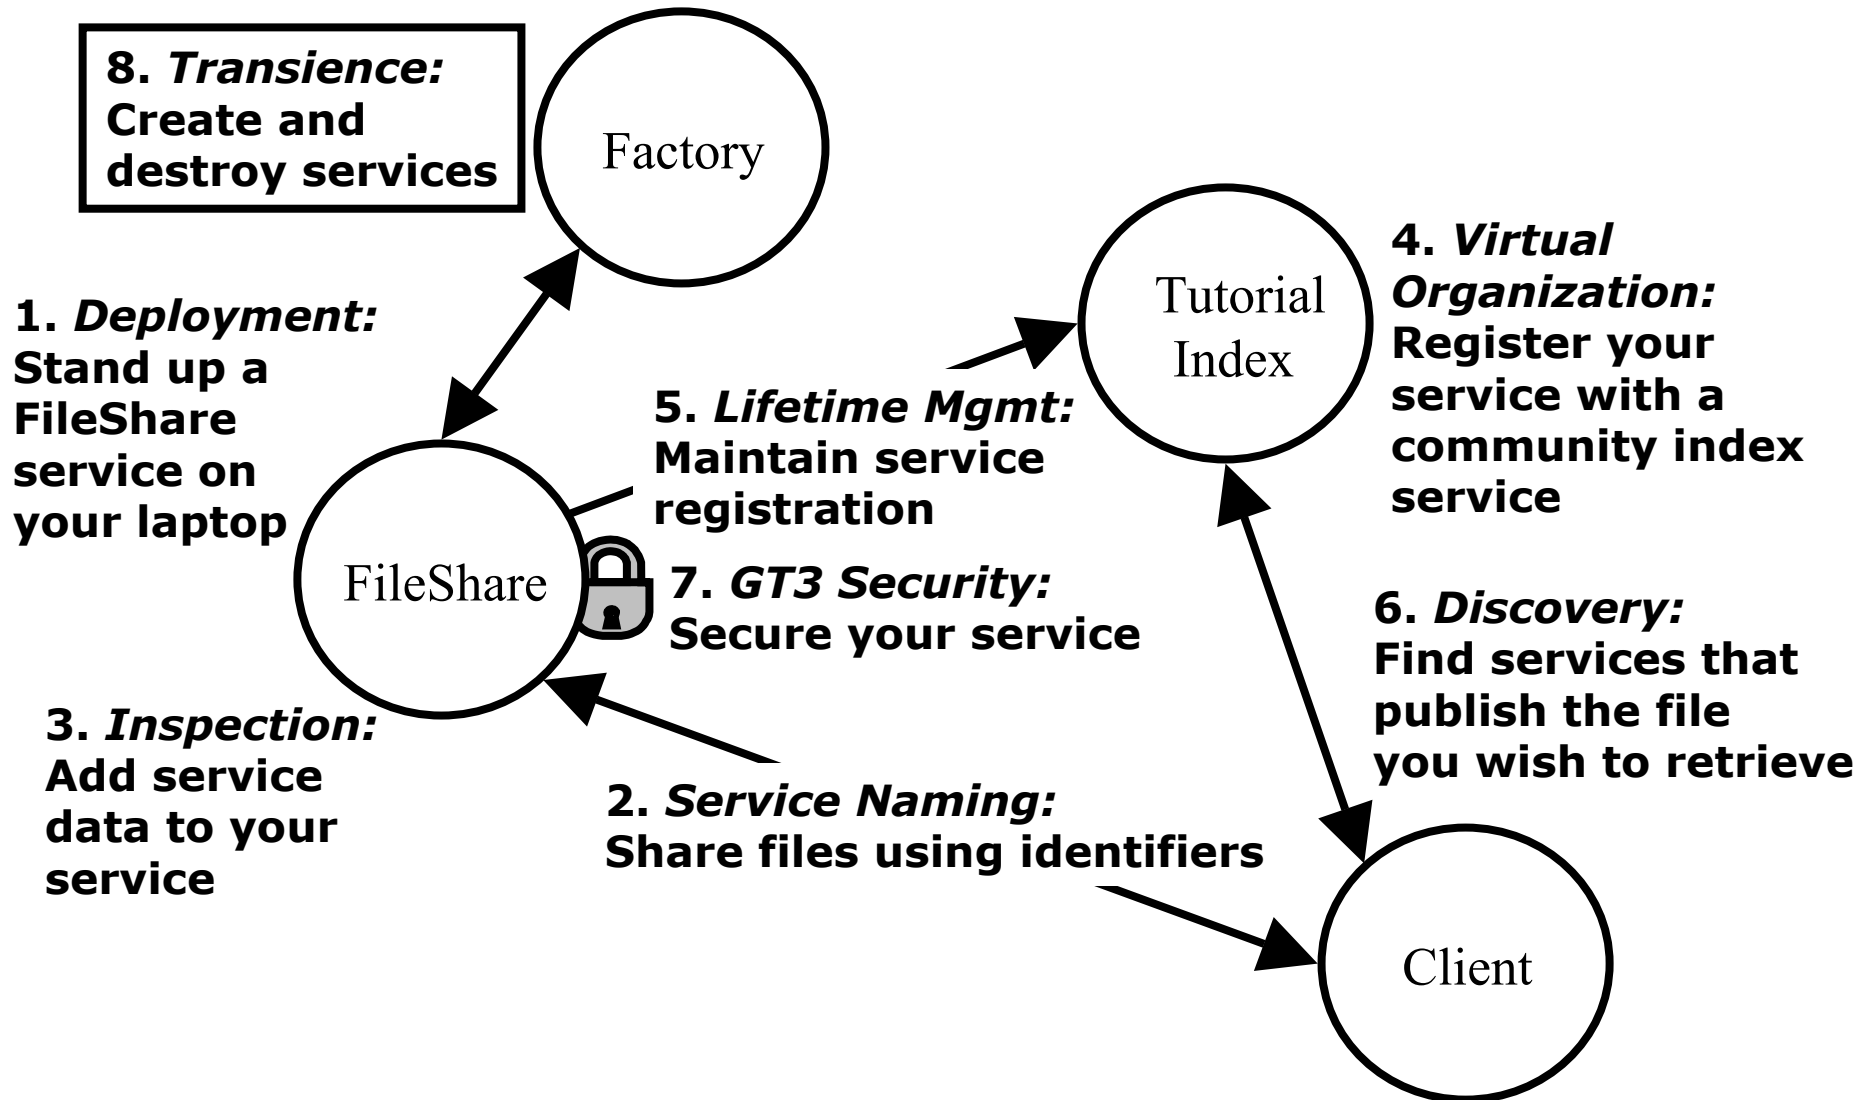 8. Transience:
Create and
destroy services
Factory
1. Deployment:
Stand up a
FileShare
service on
your laptop
Tutorial
Index
4. Virtual
Organization:
Register your
service with a
community index
service
5. Lifetime Mgmt:
Maintain service
registration
FileShare
7. GT3 Security:
Secure your service
6. Discovery:
Find services that
publish the file
you wish to retrieve
3. Inspection:
Add service
data to your
service
2. Service Naming:
Share files using identifiers
Client